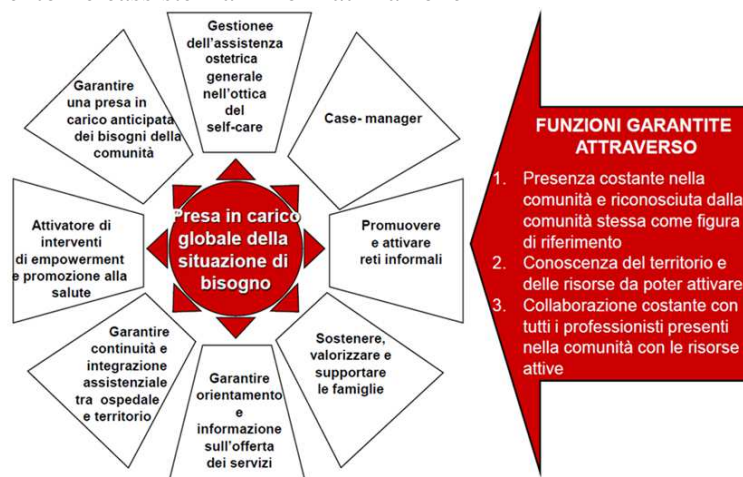 Gestionee
dell'assistenza
ostetrica
generale
nell'ottica
del
self-care
Case- manager
Promuovere
e attivare
reti informali
Sostenere,
valorizzare e
supportare
le famiglie
Garantire
orientamento
e
informazione
sull'offerta
dei servizi
Garantire
continuità e
integrazione
assistenziale
tra ospedale
e territorio
Attivatore di
interventi
di empowerment
e promozione alla
salute
Garantire
una presa in
carico anticipata
dei bisogni della
comunità
Presa in carico
globale della
situazione di
bisogno
FUNZIONI GARANTITE
ATTRAVERSO
1. Presenza costante nella
comunità e riconosciuta dalla
comunità stessa come figura
di riferimento
2. Conoscenza del territorio e
delle risorse da poter attivare
3. Collaborazione costante con
tutti i professionisti presenti
nella comunità con le risorse
attive